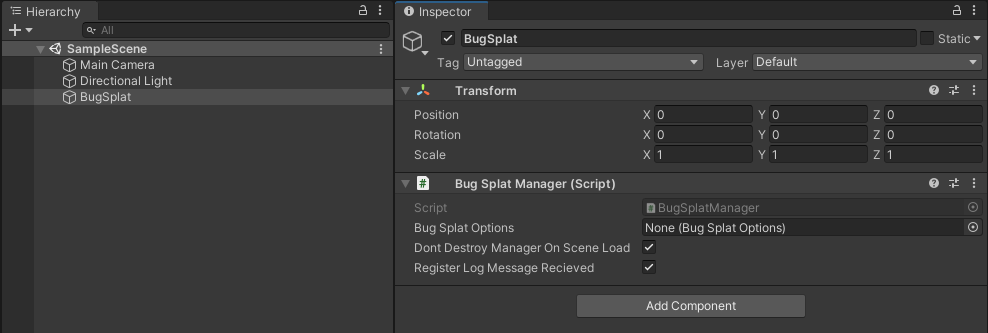 Hierarchy
All
SampleScene
Main Camera
Directional Light
BugSplat
Inspector
BugSplat
Static
Tag Untagged Layer Default
Transform
Position X 0 Y 0 Z 0
Rotation X 0 Y 0 Z 0
Scale X 1 Y 1 Z 1
# Bug Splat Manager (Script)
Script # BugSplatManager
Bug Splat Options None (Bug Splat Options)
Dont Destroy Manager On Scene Load
Register Log Message Recieved
Add Component